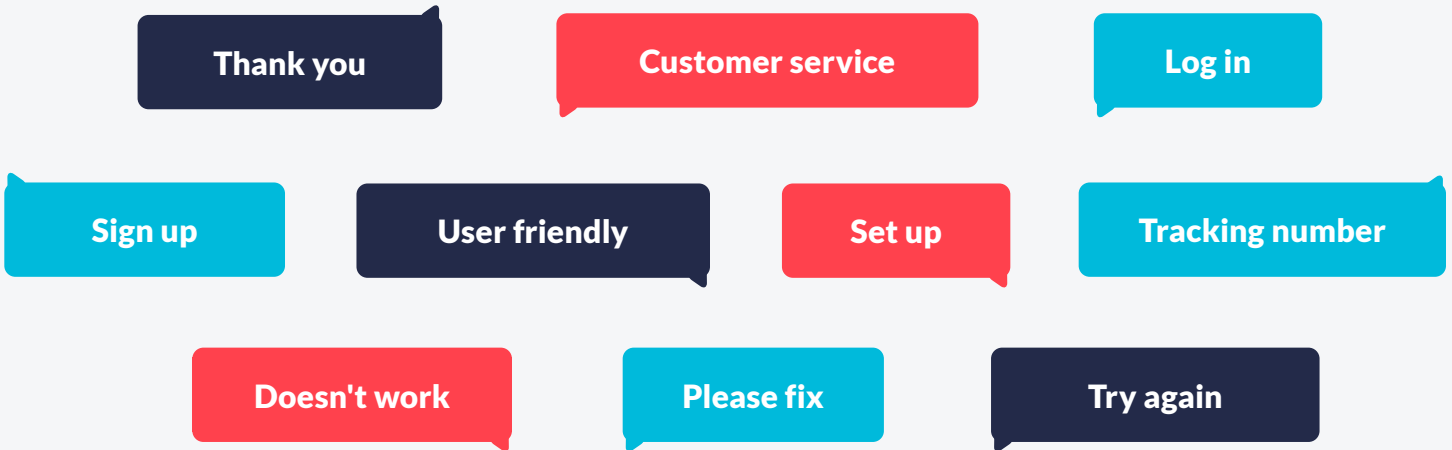 Thank you
Customer service
Log in
Sign up
User friendly
Set up
Tracking number
Doesn't work
Please fix
Try again